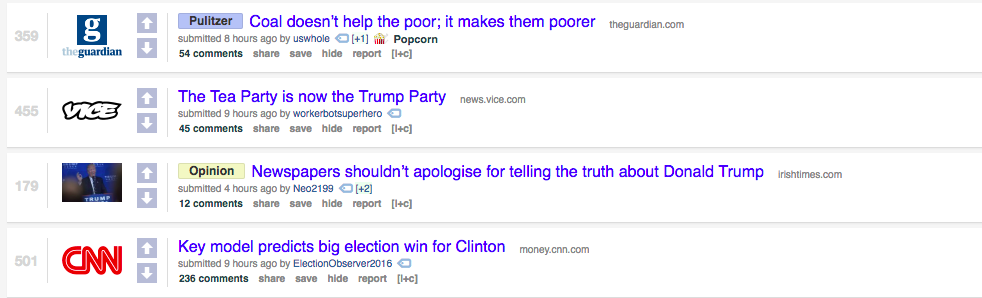 359
g
theguardian
Pulitzer Coal doesn't help the poor; it makes them poorer theguardian.com
submitted 8 hours ago by uswhole [+1] Popcorn
54 comments share save hide report [l+c]
455
VICE
The Tea Party is now the Trump Party news.vice.com
submitted 9 hours ago by workerbotsuperhero
45 comments share save hide report [l+c]
179
TRUMP
Opinion Newspapers shouldn't apologise for telling the truth about Donald Trump irishtimes.com
submitted 4 hours ago by Neo2199 [+2]
12 comments share save hide report [l+c]
501
CNN
Key model predicts big election win for Clinton money.cnn.com
submitted 9 hours ago by ElectionObserver2016
236 comments share save hide report [l+c]